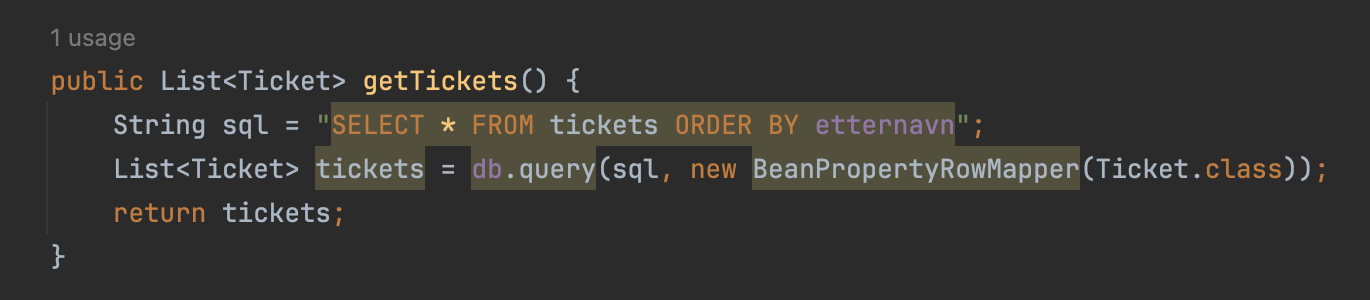 1 usage
public List<Ticket> getTickets() {
    String sql = "SELECT * FROM tickets ORDER BY etternavn";
    List<Ticket> tickets = db.query(sql, new BeanPropertyRowMapper(Ticket.class));
    return tickets;
}